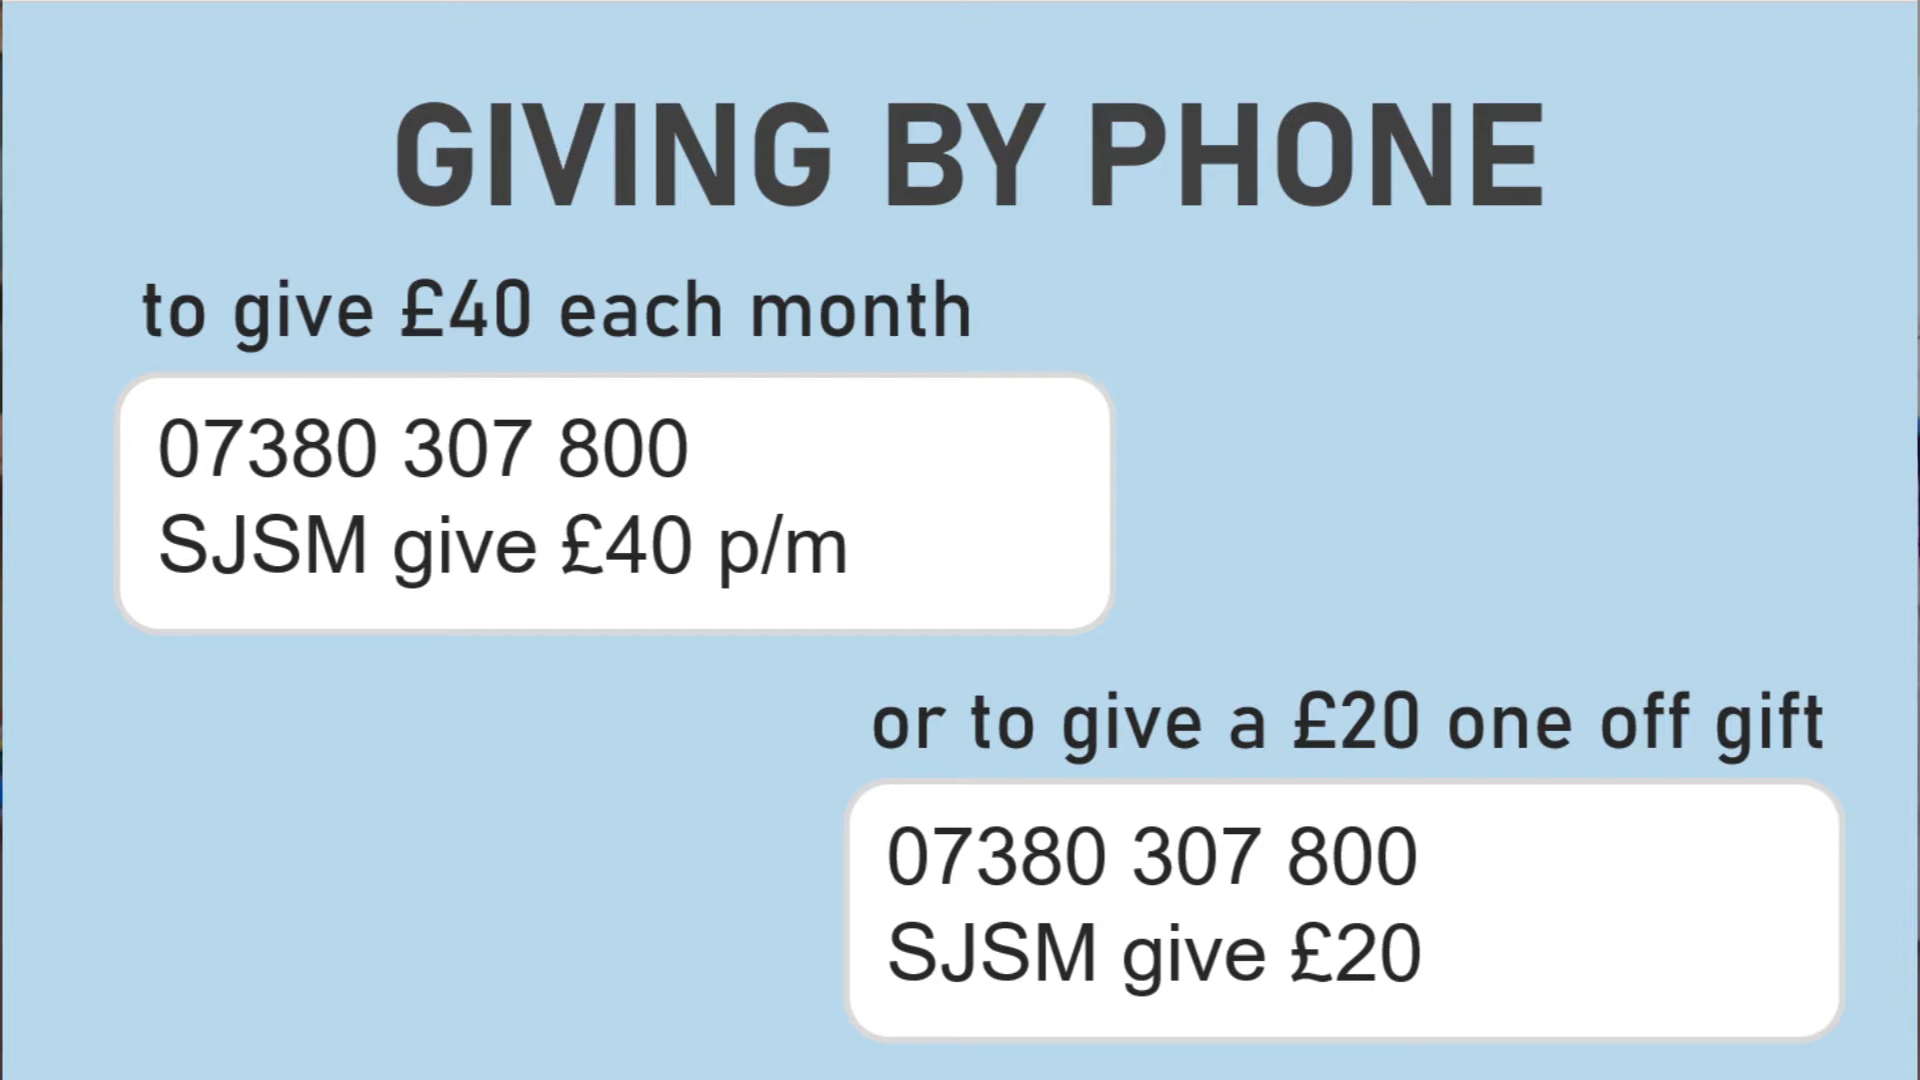 GIVING BY PHONE
to give £40 each month
07380 307 800
SJSM give £40 p/m
or to give a £20 one off gift
07380 307 800
SJSM give £20